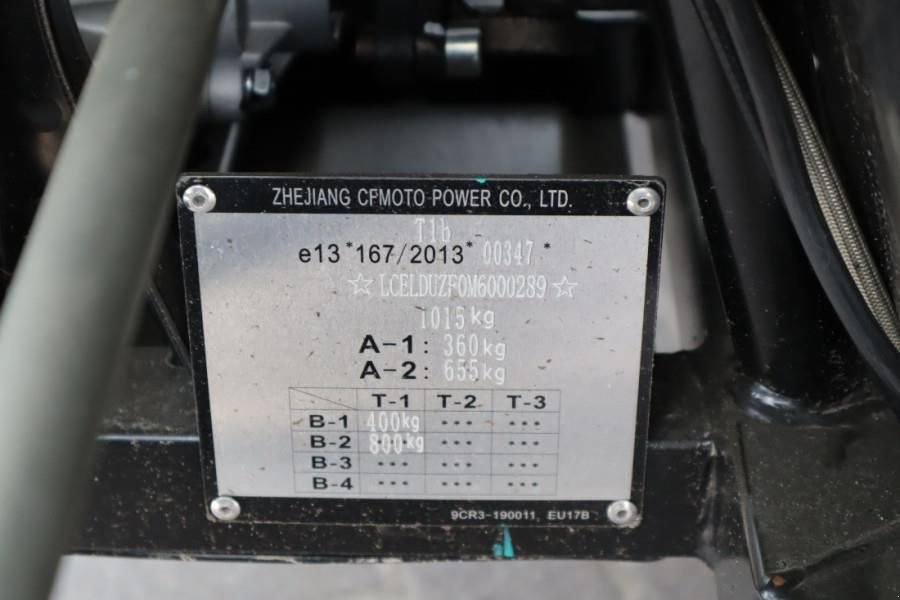 ZHEJIANG CFMOTO POWER CO., LTD.
T1b
e13*167/2013*00347*
☆LCELDUZF0M6000289☆
1015kg
A-1: 360kg
A-2: 655kg
T-1 T-2 T-3
B-1 400kg ... ...
B-2 800kg ... ...
B-3 ... ... ...
B-4 ... ... ...
9CR3-190011, EU17B